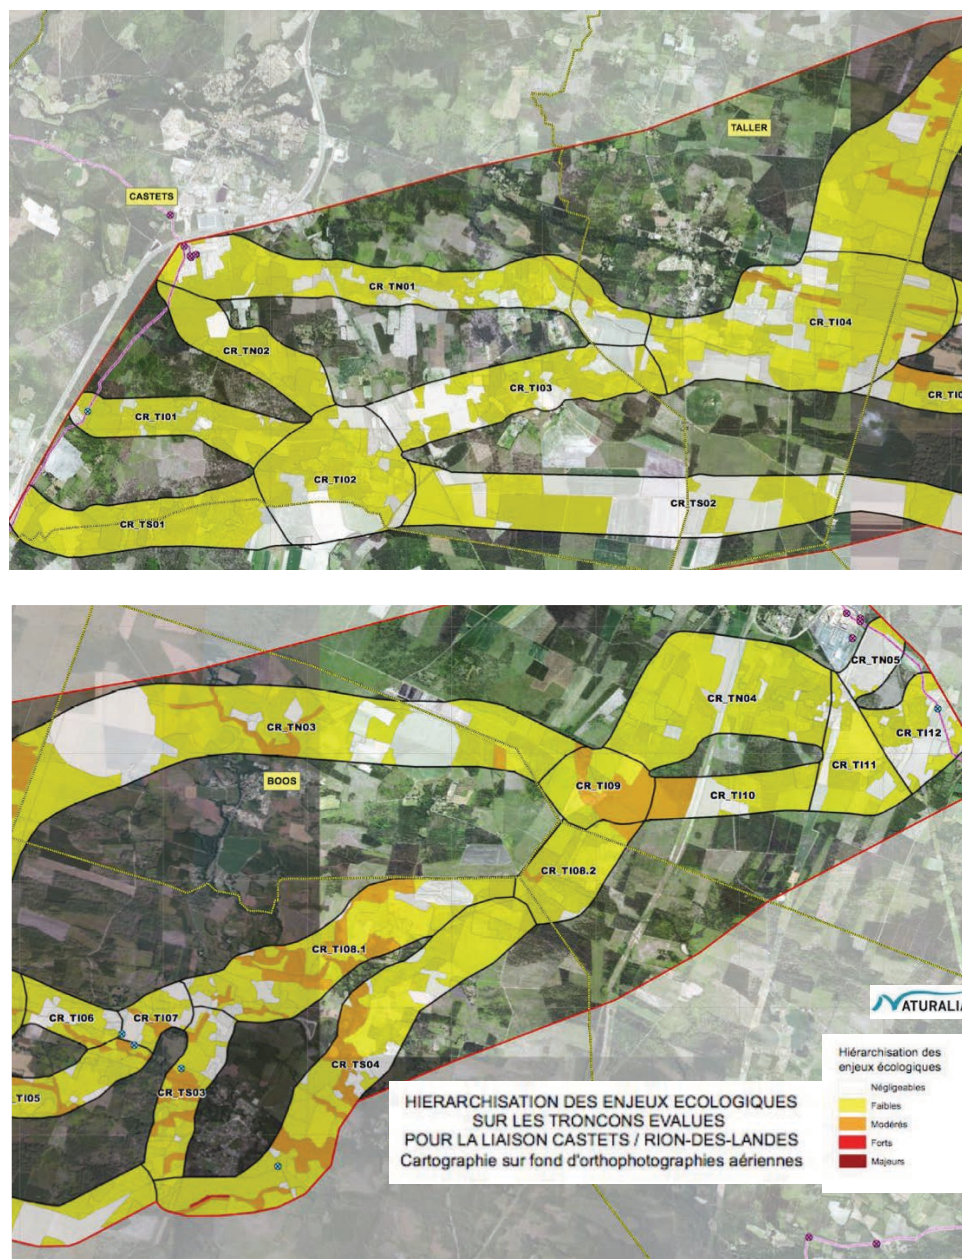 TALLER
CASTETS
CR_TN01
CR_TI04
CR_TN02
CR_TI03
CR_TI01
CR_TI02
CR_TS02
CR_TS01
CR_TN05
CR_TN04
CR_TN03
CR_TI12
CR_TI11
BOOS
CR_TI09
CR_TI10
CR_TI08.2
CR_TI08.1
NATURALIA
CR_TI06
CR_TI07
Hiérarchisation des
enjeux écologiques
CR_TS04
Négligeables
CR_TS03
_TI05
HIERARCHISATION DES ENJEUX ECOLOGIQUES
SUR LES TRONCONS EVALUES
POUR LA LIAISON CASTETS / RION-DES-LANDES
Cartographie sur fond d'orthophotographies aériennes
Faibles
Modérés
Forts
Majeurs